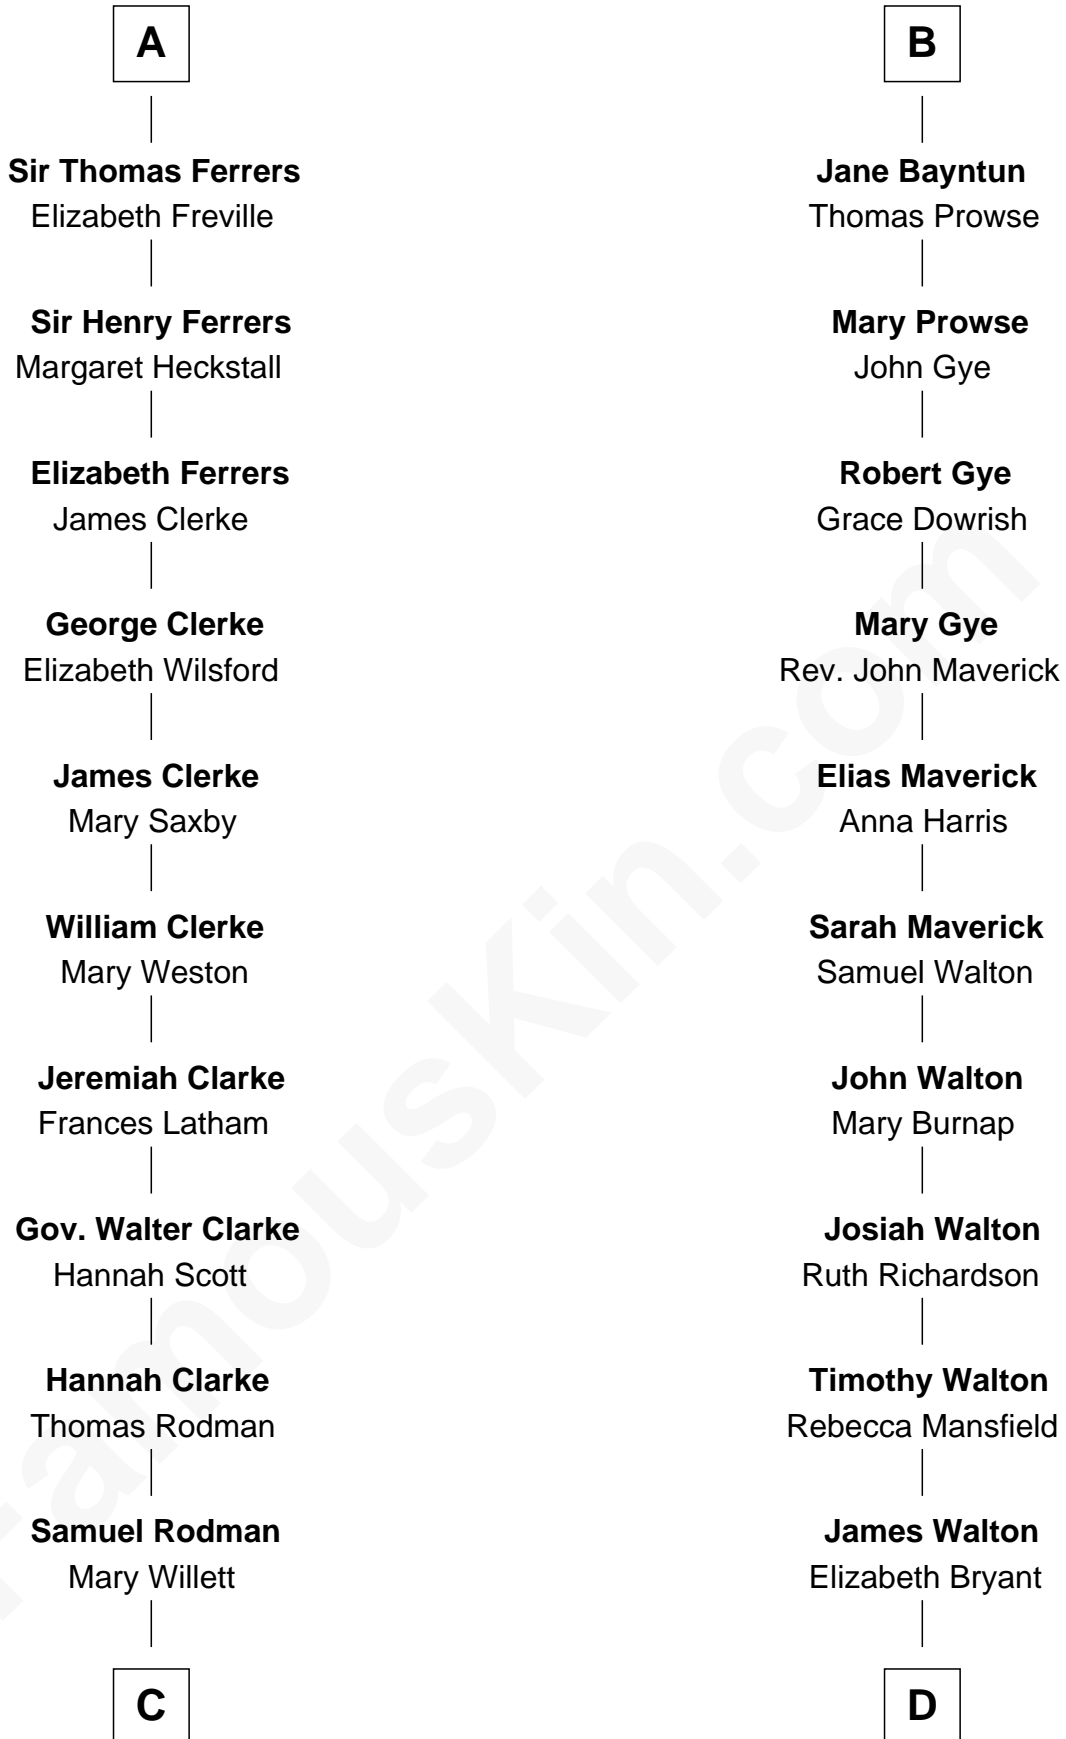 A
Sir Thomas Ferrers
Elizabeth Freville
Sir Henry Ferrers
Margaret Heckstall
Elizabeth Ferrers
James Clerke
George Clerke
Elizabeth Wilsford
James Clerke
Mary Saxby
William Clerke
Mary Weston
Jeremiah Clarke
Frances Latham
Gov. Walter Clarke
Hannah Scott
Hannah Clarke
Thomas Rodman
Samuel Rodman
Mary Willett
C
B
Jane Bayntun
Thomas Prowse
Mary Prowse
John Gye
Robert Gye
Grace Dowrish
Mary Gye
Rev. John Maverick
Elias Maverick
Anna Harris
Sarah Maverick
Samuel Walton
John Walton
Mary Burnap
Josiah Walton
Ruth Richardson
Timothy Walton
Rebecca Mansfield
James Walton
Elizabeth Bryant
D
FamousKin.com